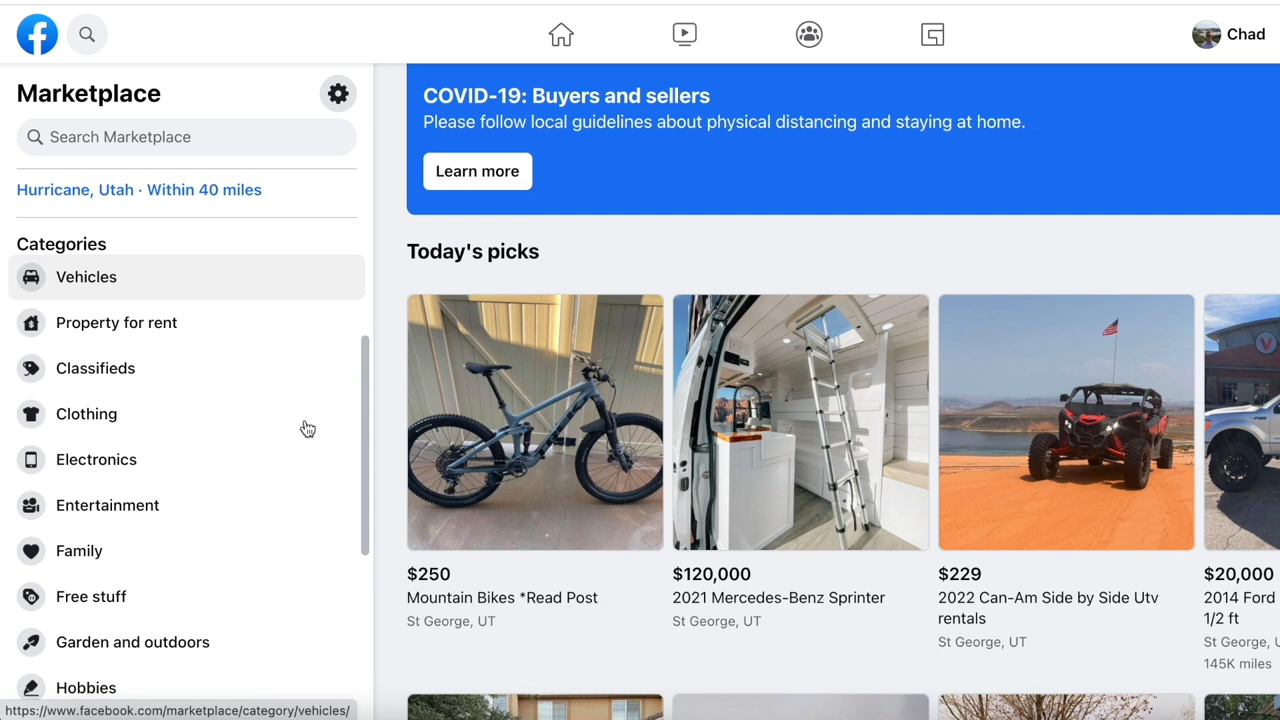 Chad
Marketplace
Search Marketplace
Hurricane, Utah · Within 40 miles
Categories
Vehicles
Property for rent
Classifieds
Clothing
Electronics
Entertainment
Family
Free stuff
Garden and outdoors
Hobbies
https://www.facebook.com/marketplace/category/vehicles/
COVID-19: Buyers and sellers
Please follow local guidelines about physical distancing and staying at home.
Learn more
Today's picks
$250
Mountain Bikes *Read Post
St George, UT
$120,000
2021 Mercedes-Benz Sprinter
St George, UT
$229
2022 Can-Am Side by Side Utv
rentals
St George, UT
$20,000
2014 Ford
1/2 ft
St George, U
145K miles